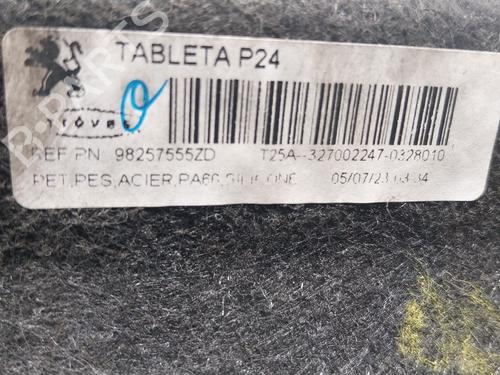 TABLETA P24
REF PN 98257555ZD T25A--327002247-0328010
PET,PES,ACIER,PA66,SILICONE 05/07/23 03:34